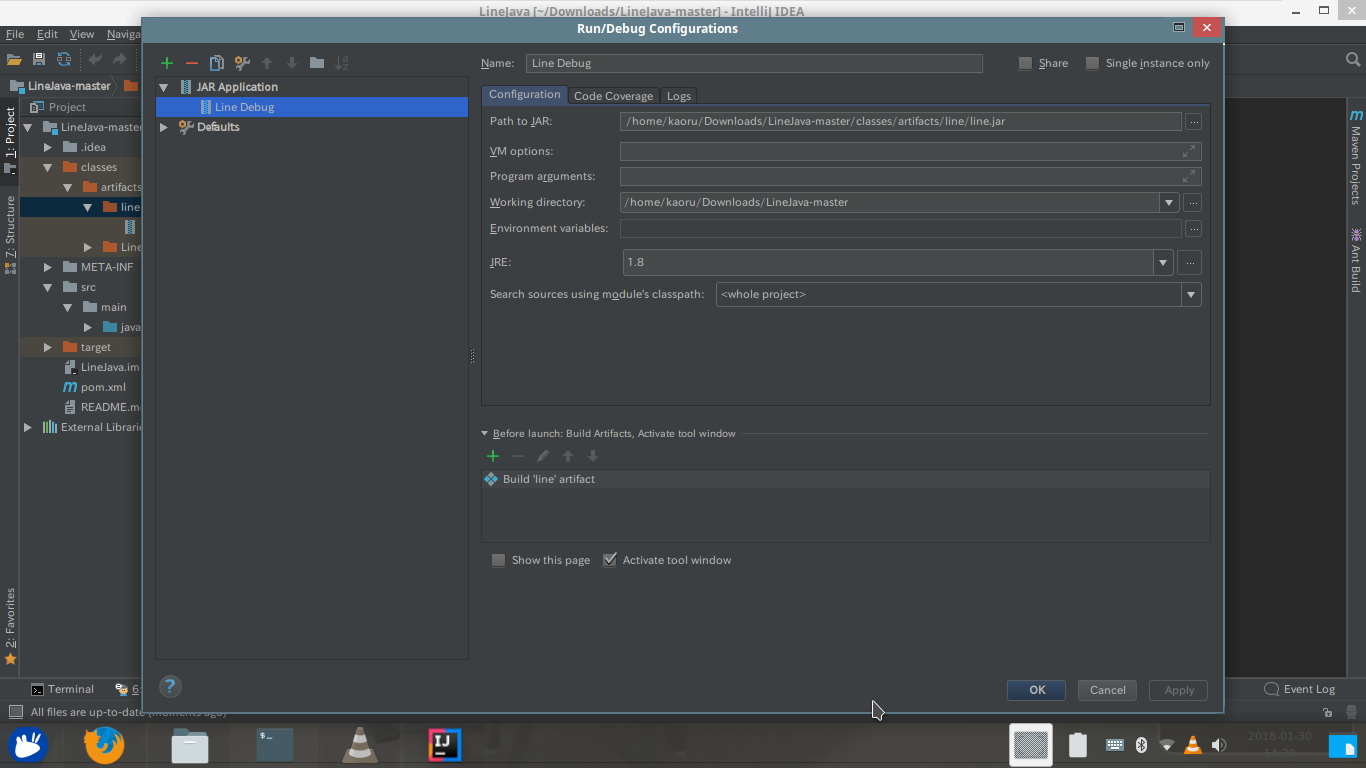 LineJava [~/Downloads/LineJava-master] - IntelliJ IDEA
Run/Debug Configurations
File Edit View Naviga
LineJava-master
1: Project
7: Structure
2: Favorites
Project
LineJava-master
.idea
classes
artifacts
line
Line
META-INF
src
main
java
target
LineJava.im
pom.xml
README.m
External Librari
JAR Application
Line Debug
Defaults
Name: Line Debug Share Single instance only
Configuration Code Coverage Logs
Path to JAR: /home/kaoru/Downloads/LineJava-master/classes/artifacts/line/line.jar
VM options:
Program arguments:
Working directory: /home/kaoru/Downloads/LineJava-master
Environment variables:
JRE: 1.8
Search sources using module's classpath: <whole project>
Before launch: Build Artifacts, Activate tool window
Build 'line' artifact
Show this page Activate tool window
? OK Cancel Apply
Maven Projects
Ant Build
Terminal 6: Event Log
All files are up-to-date (moments ago)
IJ
2018-01-30